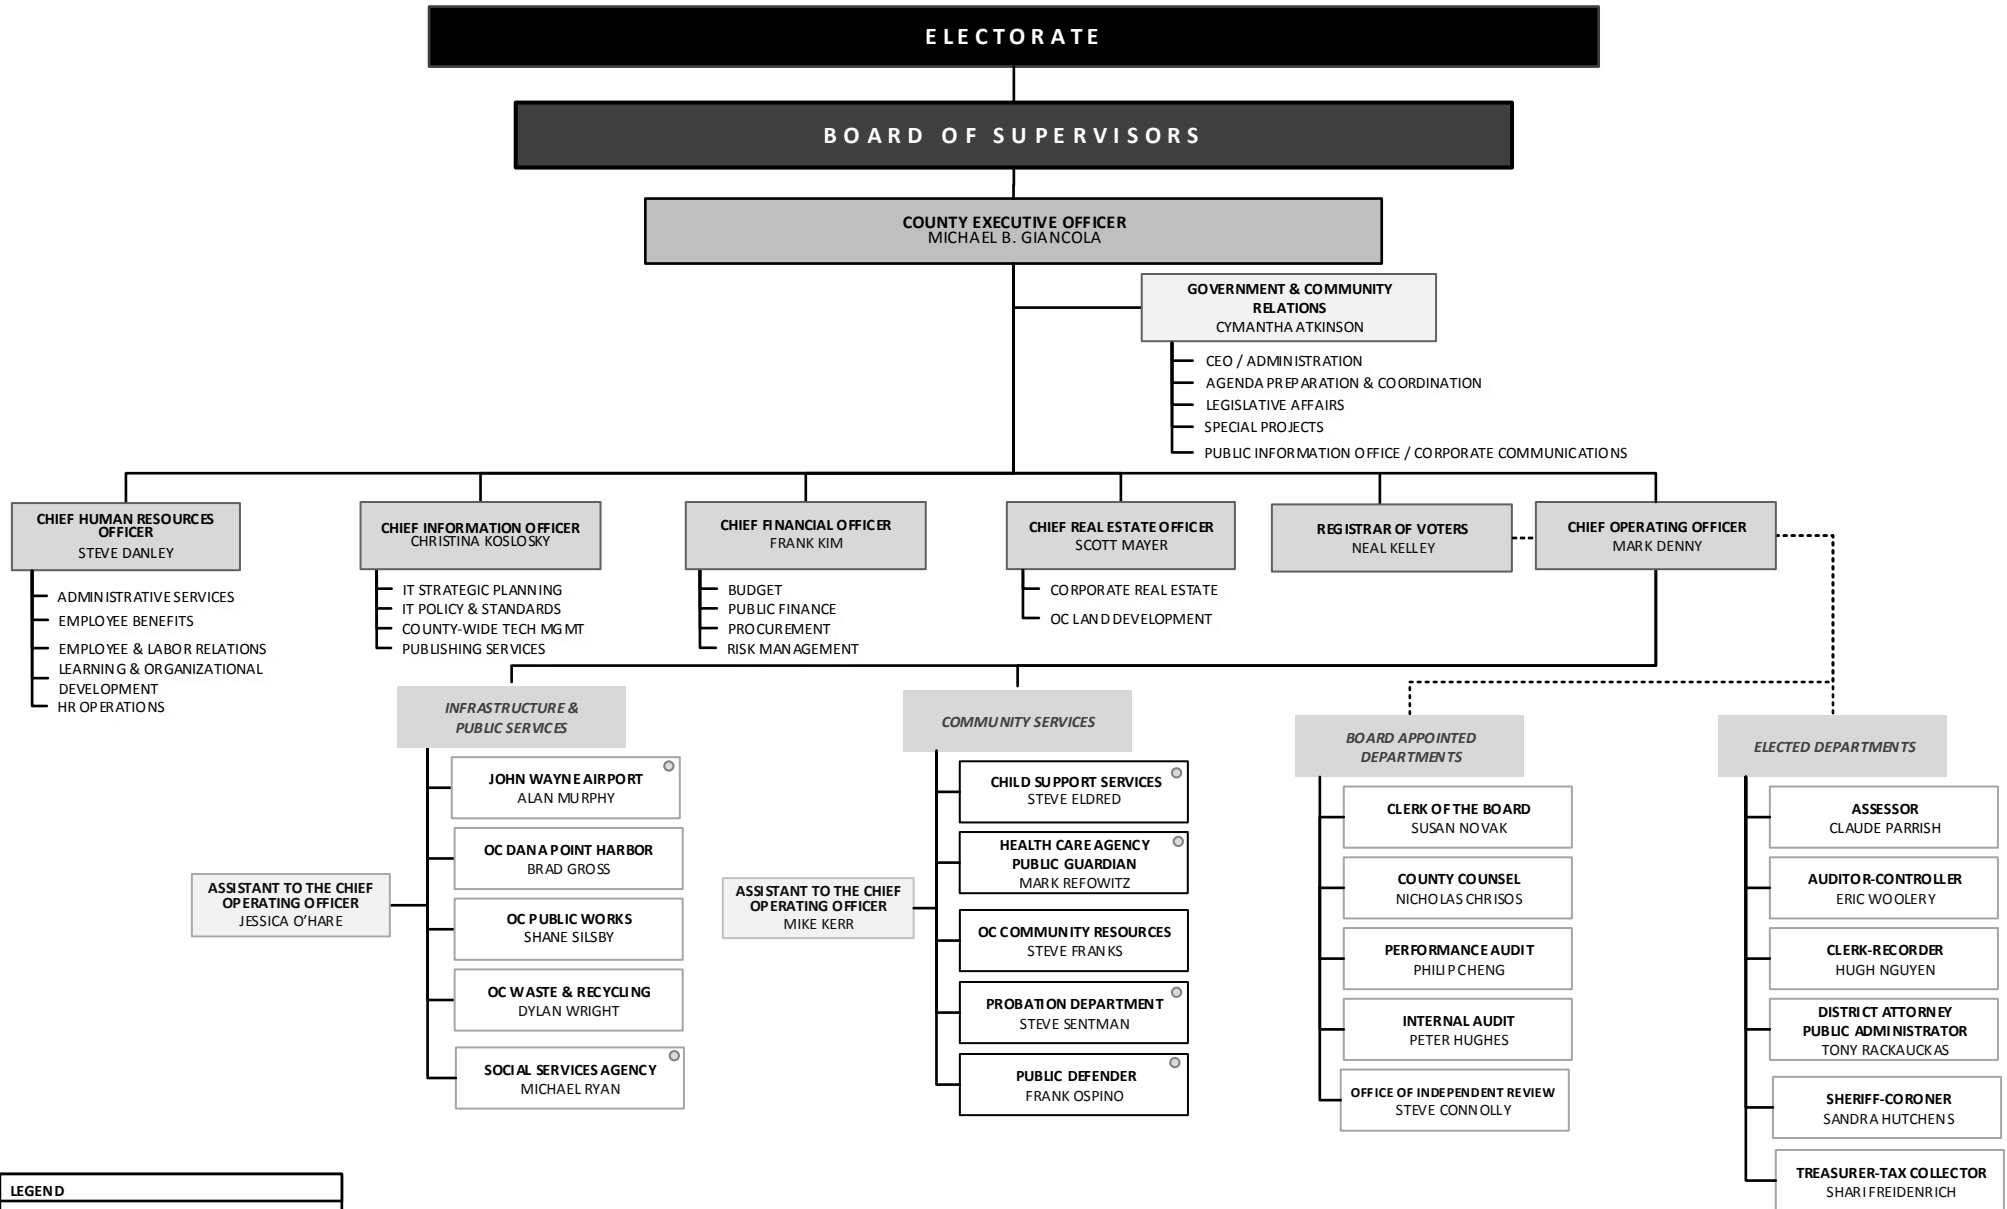 ELECTORATE
BOARD OF SUPERVISORS
COUNTY EXECUTIVE OFFICER
MICHAEL B. GIANCOLA
GOVERNMENT & COMMUNITY
RELATIONS
CYMANTHA ATKINSON
CEO / ADMINISTRATION
AGENDA PREPARATION & COORDINATION
LEGISLATIVE AFFAIRS
SPECIAL PROJECTS
PUBLIC INFORMATION OFFICE / CORPORATE COMMUNICATIONS
CHIEF HUMAN RESOURCES
OFFICER
STEVE DANLEY
ADMINISTRATIVE SERVICES
EMPLOYEE BENEFITS
EMPLOYEE & LABOR RELATIONS
LEARNING & ORGANIZATIONAL
DEVELOPMENT
HR OPERATIONS
CHIEF INFORMATION OFFICER
CHRISTINA KOSLOSKY
IT STRATEGIC PLANNING
IT POLICY & STANDARDS
COUNTY-WIDE TECH MGMT
PUBLISHING SERVICES
CHIEF FINANCIAL OFFICER
FRANK KIM
BUDGET
PUBLIC FINANCE
PROCUREMENT
RISK MANAGEMENT
CHIEF REAL ESTATE OFFICER
SCOTT MAYER
CORPORATE REAL ESTATE
OC LAND DEVELOPMENT
REGISTRAR OF VOTERS
NEAL KELLEY
CHIEF OPERATING OFFICER
MARK DENNY
INFRASTRUCTURE &
PUBLIC SERVICES
JOHN WAYNE AIRPORT
ALAN MURPHY
OC DANA POINT HARBOR
BRAD GROSS
ASSISTANT TO THE CHIEF
OPERATING OFFICER
JESSICA O'HARE
OC PUBLIC WORKS
SHANE SILSBY
OC WASTE & RECYCLING
DYLAN WRIGHT
SOCIAL SERVICES AGENCY
MICHAEL RYAN
COMMUNITY SERVICES
CHILD SUPPORT SERVICES
STEVE ELDRED
HEALTH CARE AGENCY
PUBLIC GUARDIAN
MARK REFOWITZ
ASSISTANT TO THE CHIEF
OPERATING OFFICER
MIKE KERR
OC COMMUNITY RESOURCES
STEVE FRANKS
PROBATION DEPARTMENT
STEVE SENTMAN
PUBLIC DEFENDER
FRANK OSPINO
BOARD APPOINTED
DEPARTMENTS
CLERK OF THE BOARD
SUSAN NOVAK
COUNTY COUNSEL
NICHOLAS CHRISOS
PERFORMANCE AUDIT
PHILIP CHENG
INTERNAL AUDIT
PETER HUGHES
OFFICE OF INDEPENDENT REVIEW
STEVE CONNOLLY
ELECTED DEPARTMENTS
ASSESSOR
CLAUDE PARRISH
AUDITOR-CONTROLLER
ERIC WOOLERY
CLERK-RECORDER
HUGH NGUYEN
DISTRICT ATTORNEY
PUBLIC ADMINISTRATOR
TONY RACKAUCKAS
SHERIFF-CORONER
SANDRA HUTCHENS
TREASURER-TAX COLLECTOR
SHARI FREIDENRICH
LEGEND